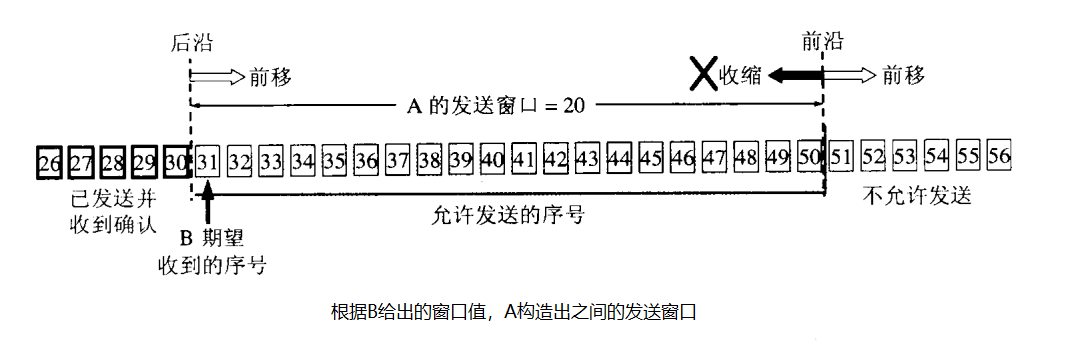 后沿
前沿
前移
收缩
前移
A 的发送窗口 = 20
26 27 28 29 30 31 32 33 34 35 36 37 38 39 40 41 42 43 44 45 46 47 48 49 50 51 52 53 54 55 56
已发送并
收到确认
允许发送的序号
不允许发送
B 期望
收到的序号
根据B给出的窗口值，A构造出之间的发送窗口